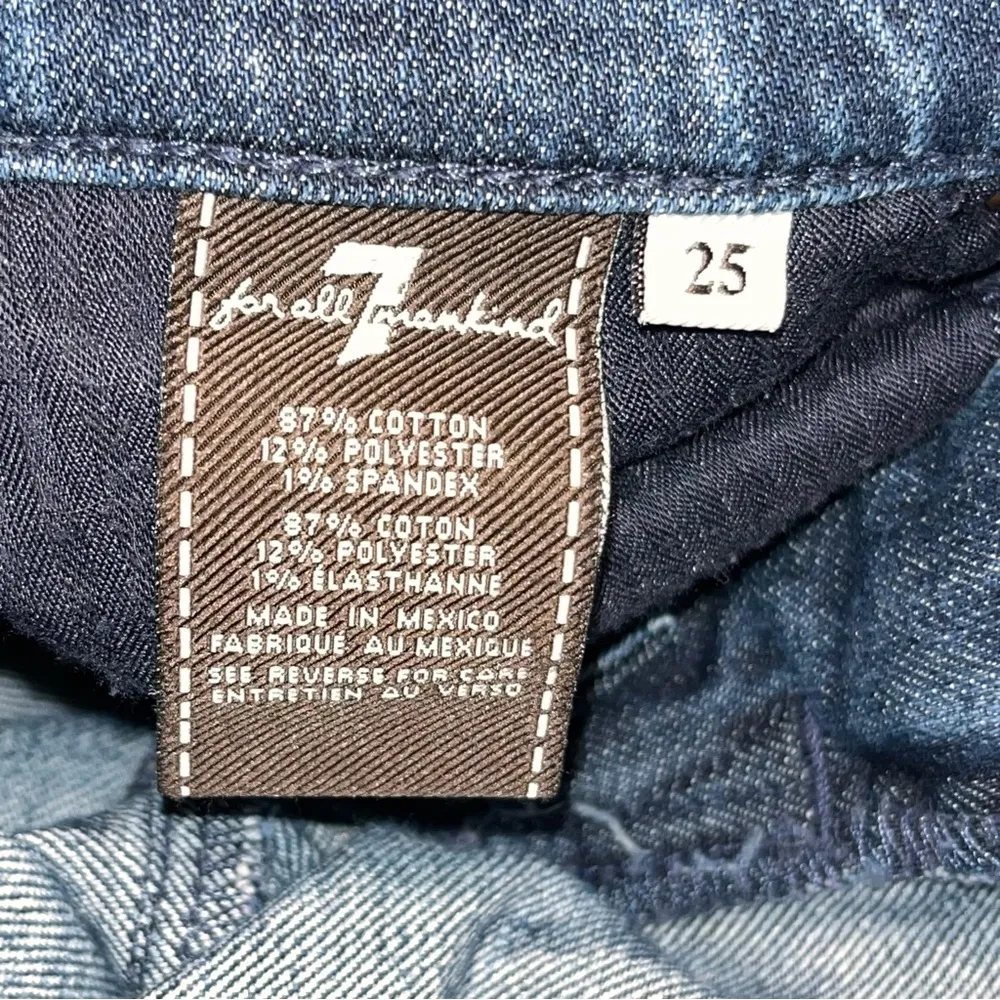 7
for all mankind
25
87% COTTON
12% POLYESTER
1% SPANDEX
87% COTON
12% POLYESTER
1% ÉLASTHANNE
MADE IN MEXICO
FABRIQUÉ AU MEXIQUE
SEE REVERSE FOR CARE
ENTRETIEN AU VERSO